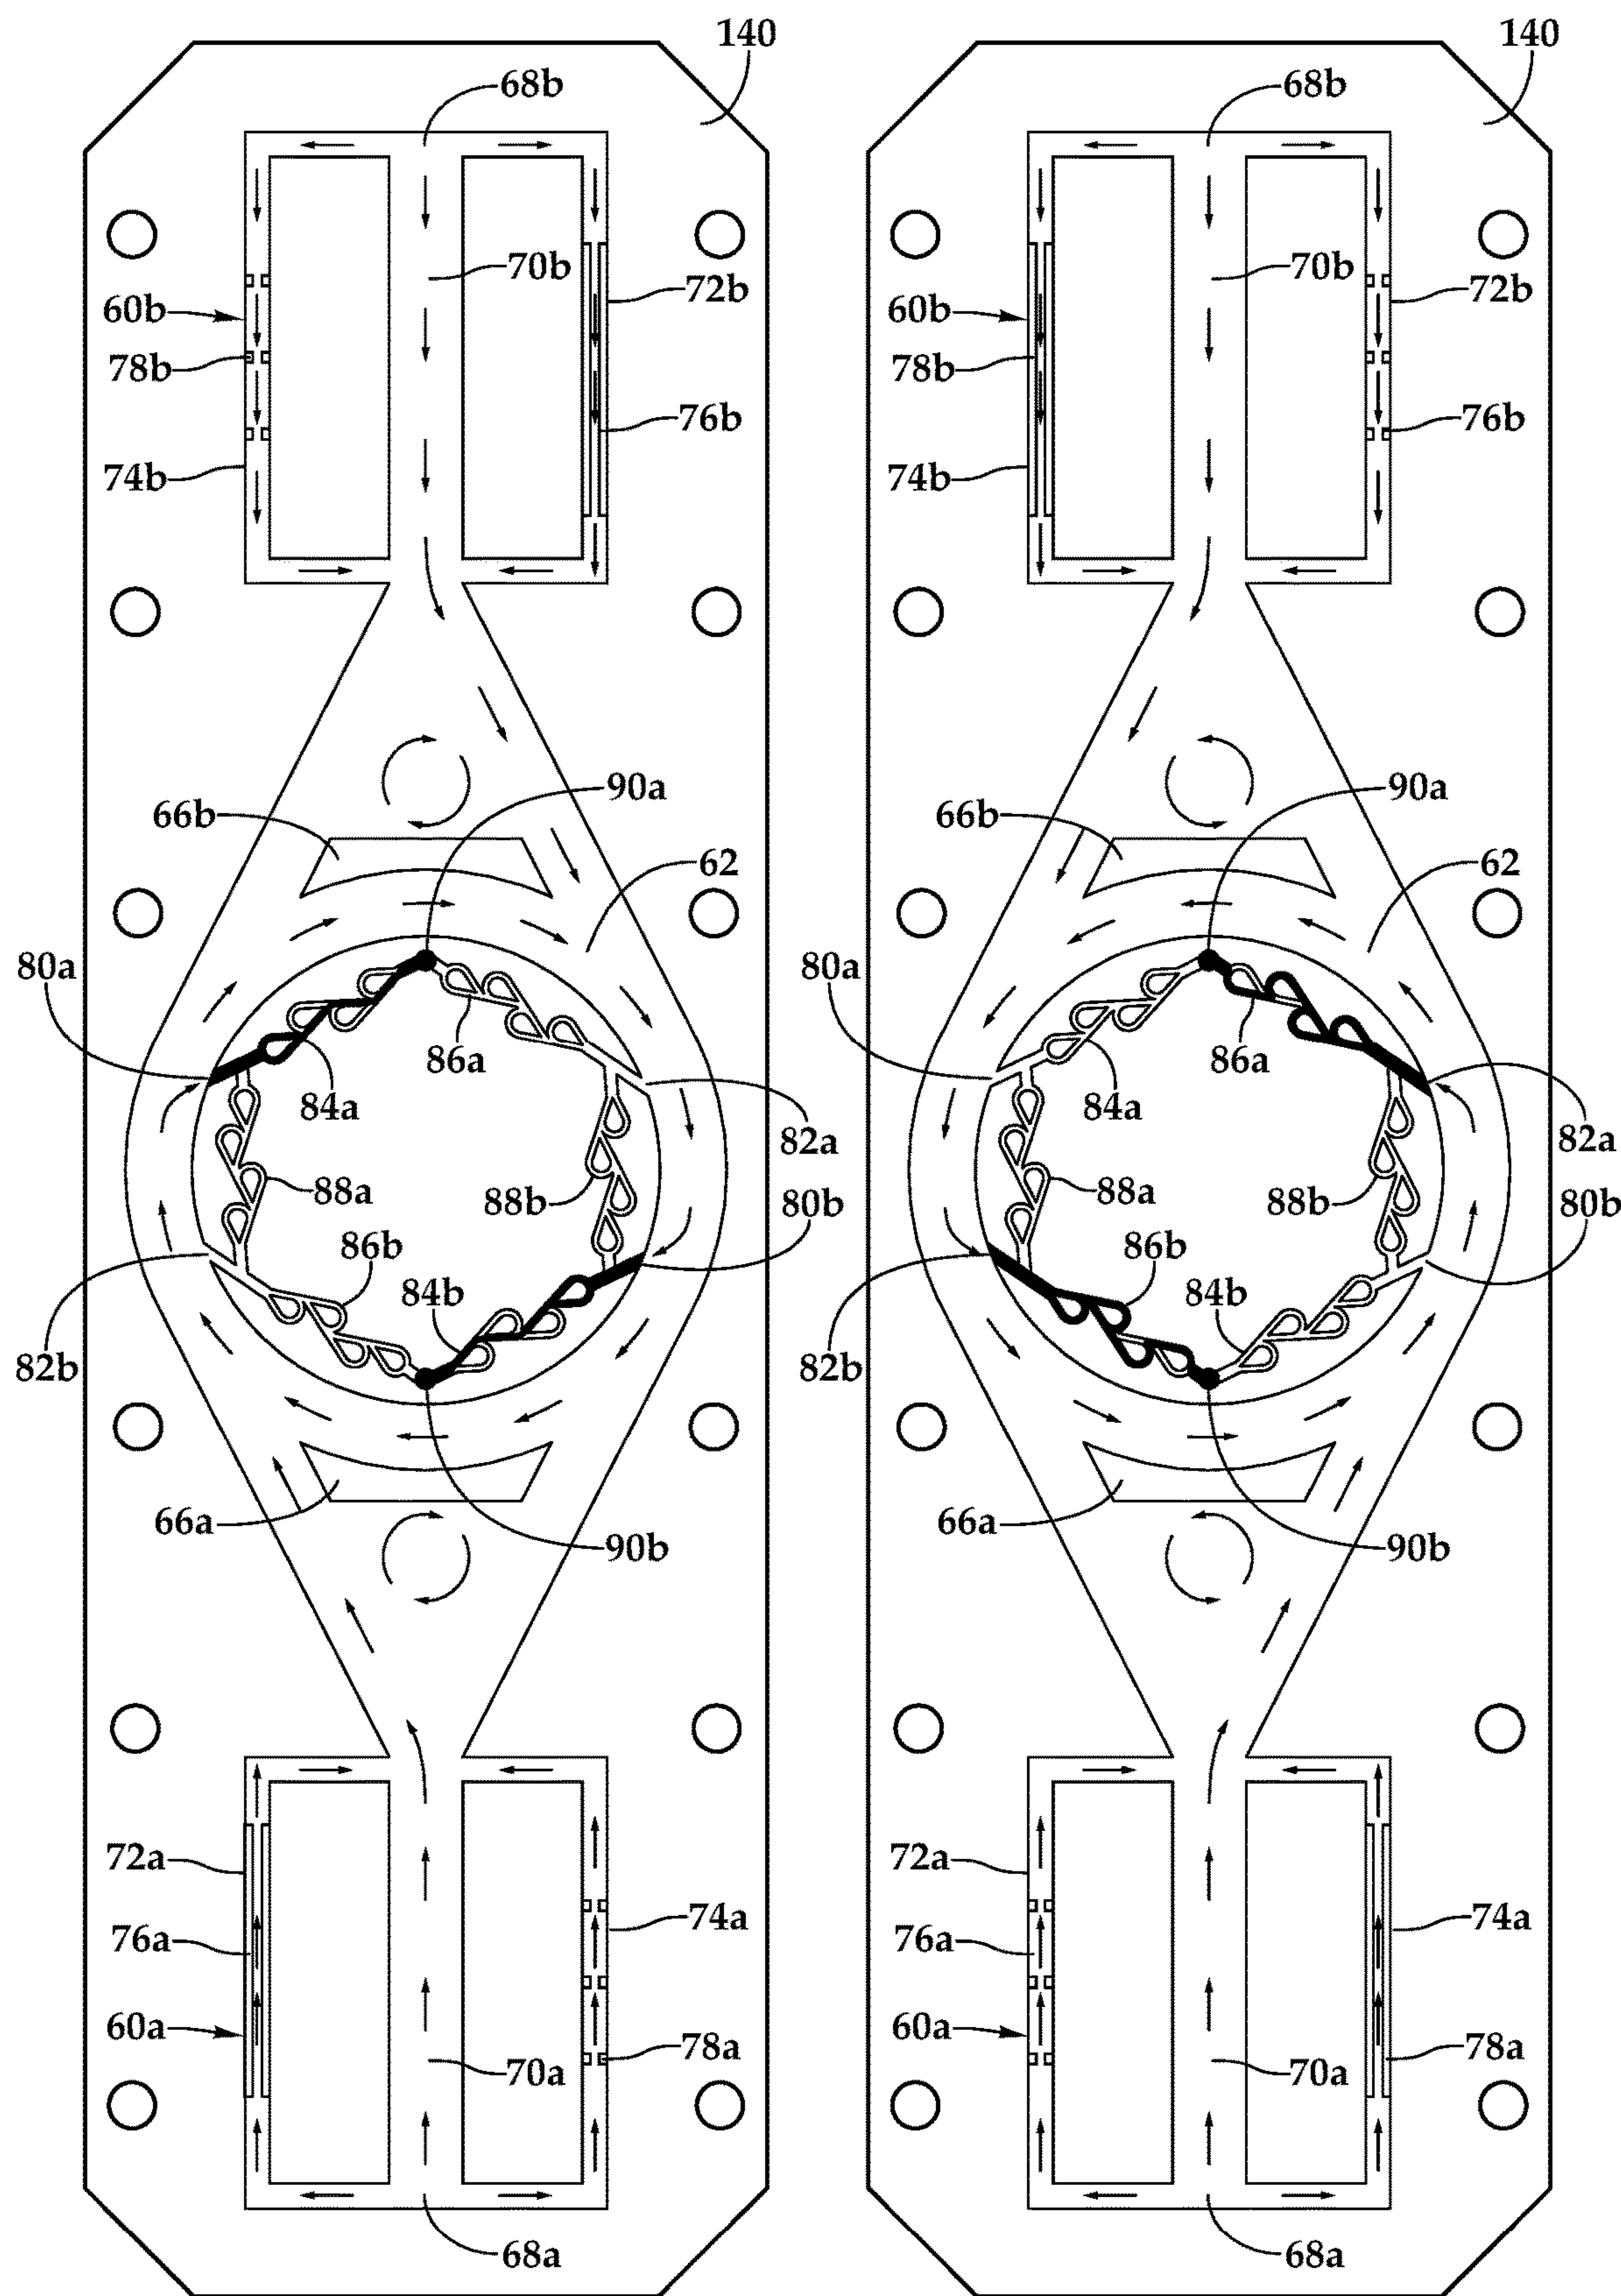 140 140
68b 68b
70b 72b 70b 72b
60b 60b
78b 78b
76b 76b
74b 74b
90a 90a
66b 66b
62 62
80a 80a
86a 86a
84a 84a
82a 82a
88a 88b 88a 88b
80b 80b
86b 86b
84b 84b
82b 82b
66a 66a
90b 90b
72a 72a
74a 74a
76a 76a
60a 60a
78a 78a
70a 70a
68a 68a